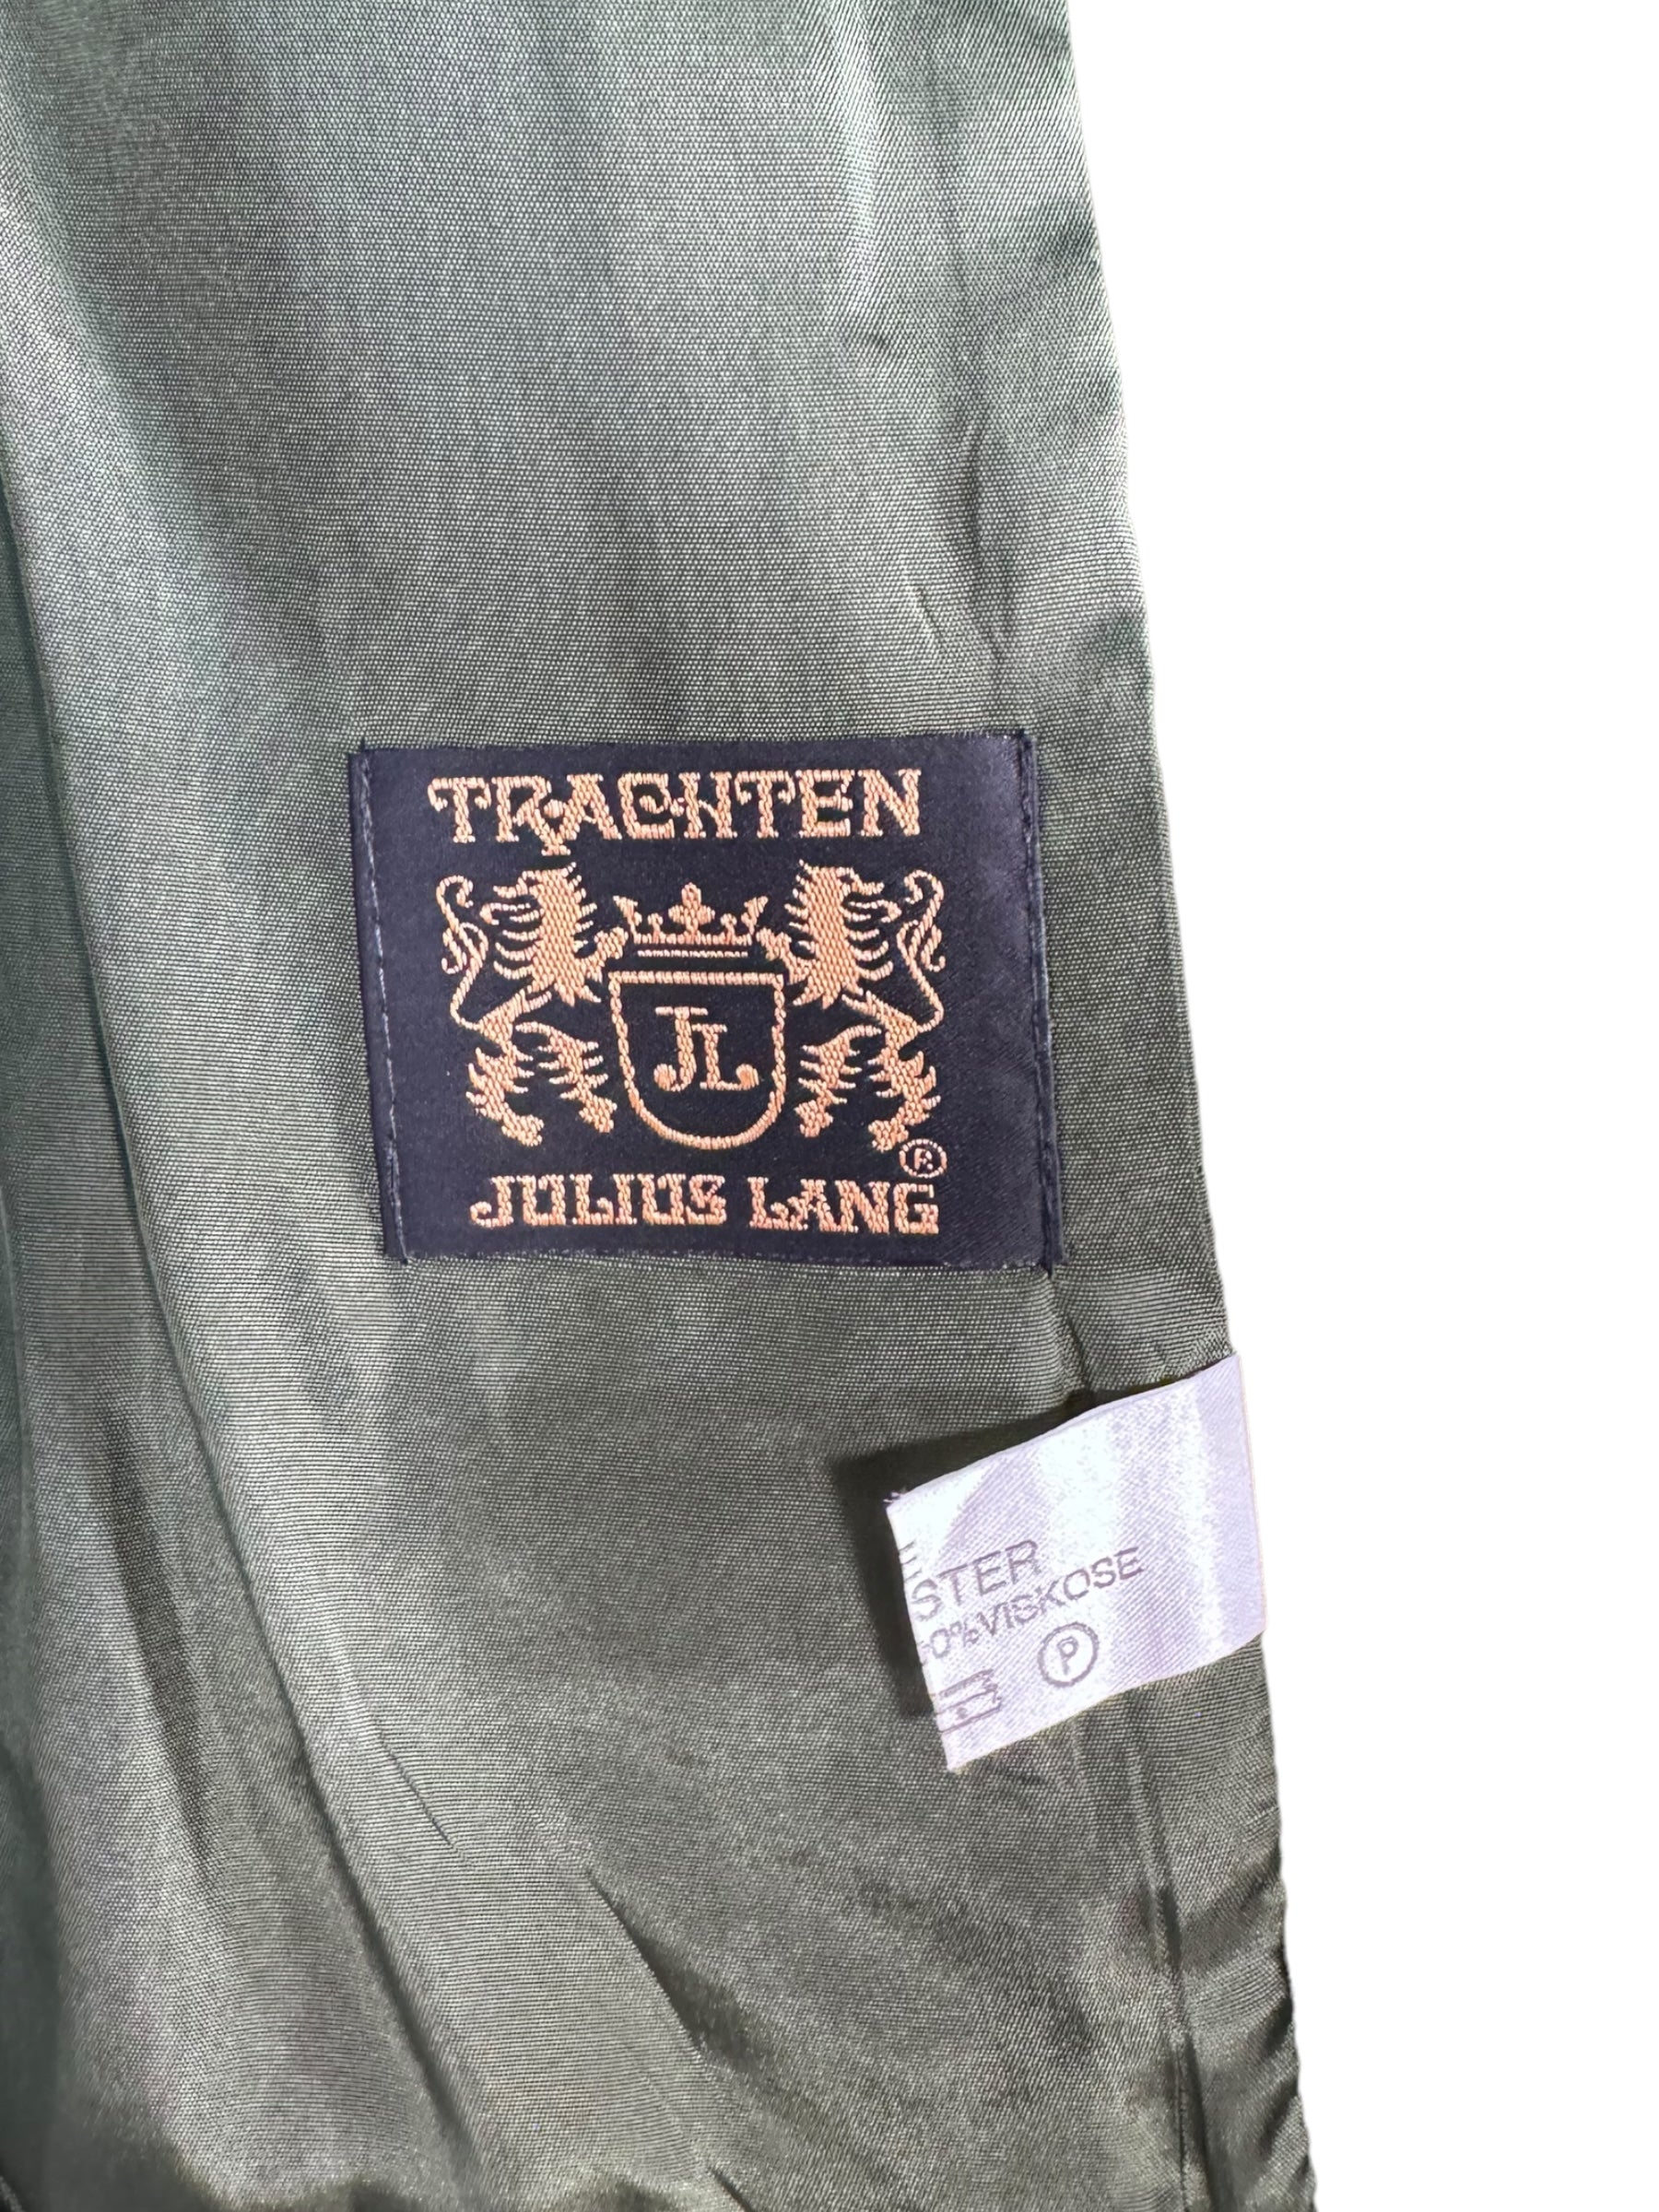 TRACHTEN
JL
®
JULIUS LANG
STER
0%VISKOSE
P